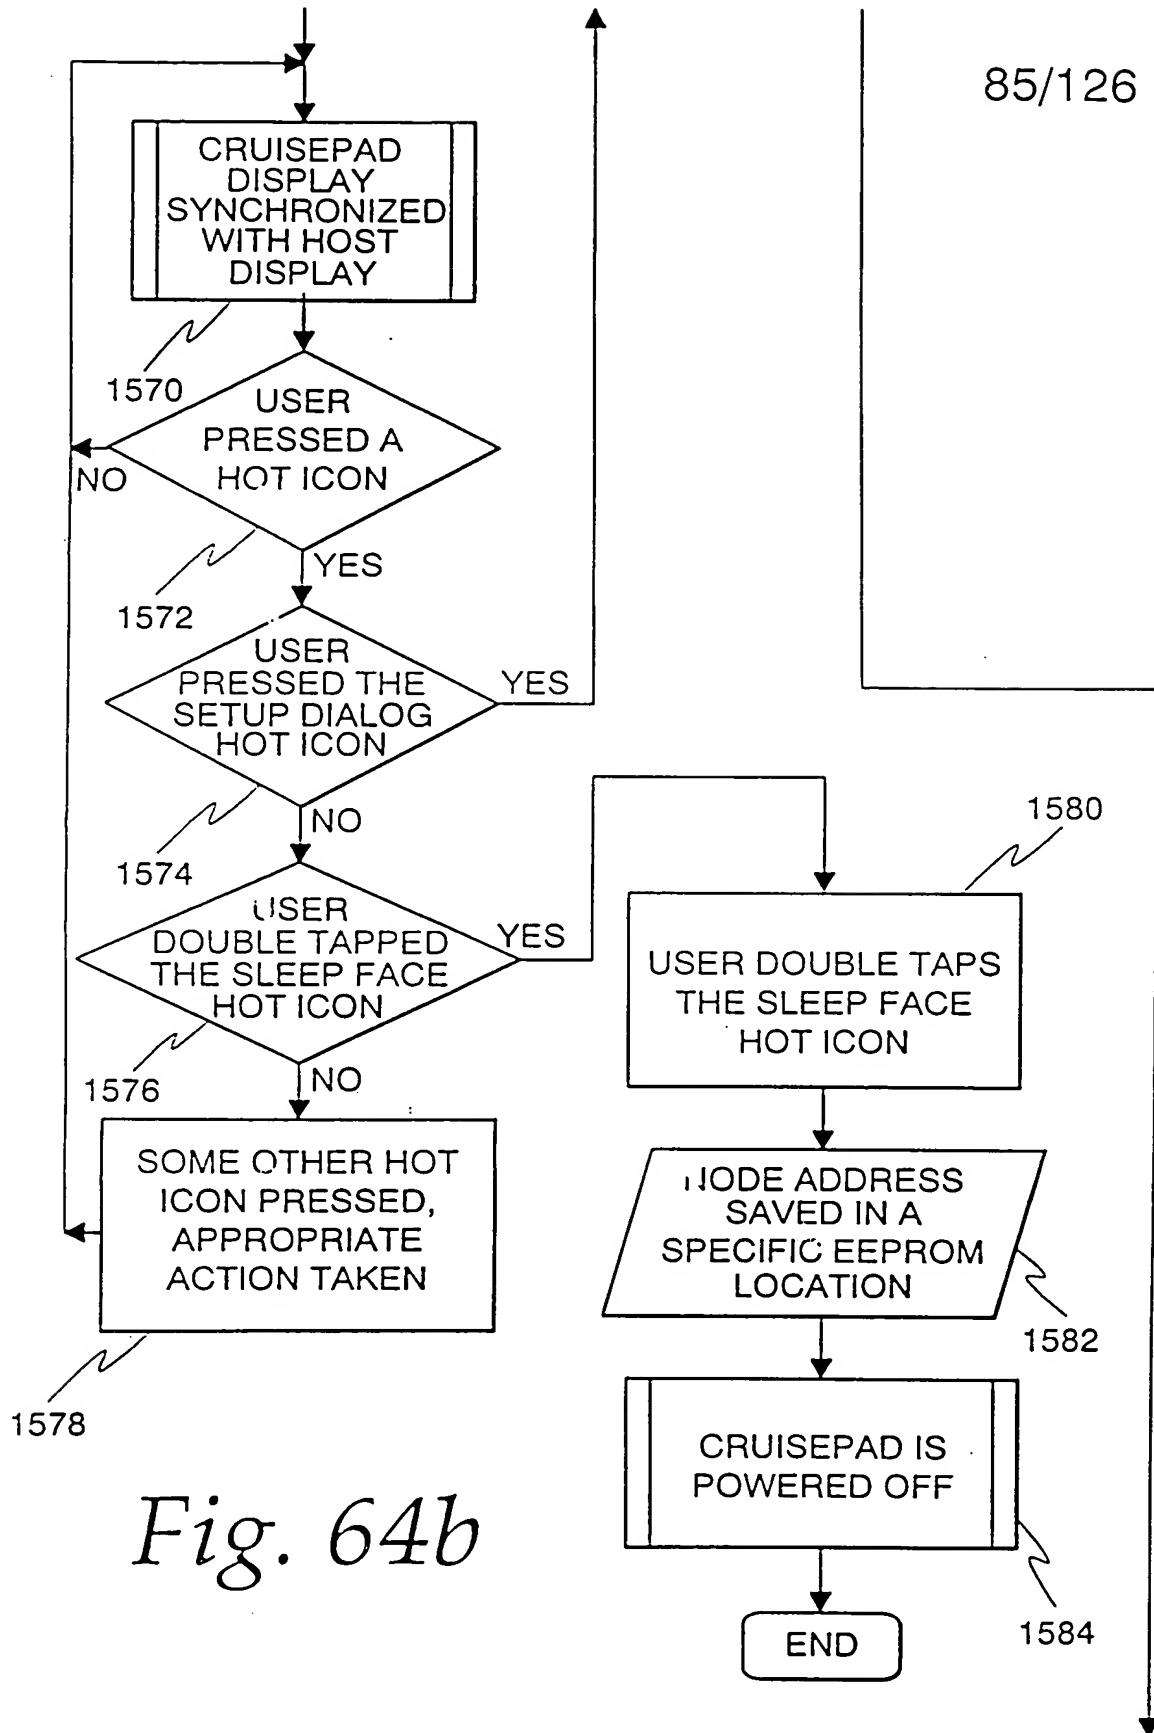 85/126
CRUISEPAD
DISPLAY
SYNCHRONIZED
WITH HOST
DISPLAY
1570
USER
PRESSED A
HOT ICON
NO
YES
1572
USER
PRESSED THE
SETUP DIALOG
HOT ICON
YES
NO
1574
USER
DOUBLE TAPPED
THE SLEEP FACE
HOT ICON
YES
NO
1576
SOME OTHER HOT
ICON PRESSED,
APPROPRIATE
ACTION TAKEN
1578
1580
USER DOUBLE TAPS
THE SLEEP FACE
HOT ICON
NODE ADDRESS
SAVED IN A
SPECIFIC EEPROM
LOCATION
1582
CRUISEPAD IS
POWERED OFF
1584
END
Fig. 64b